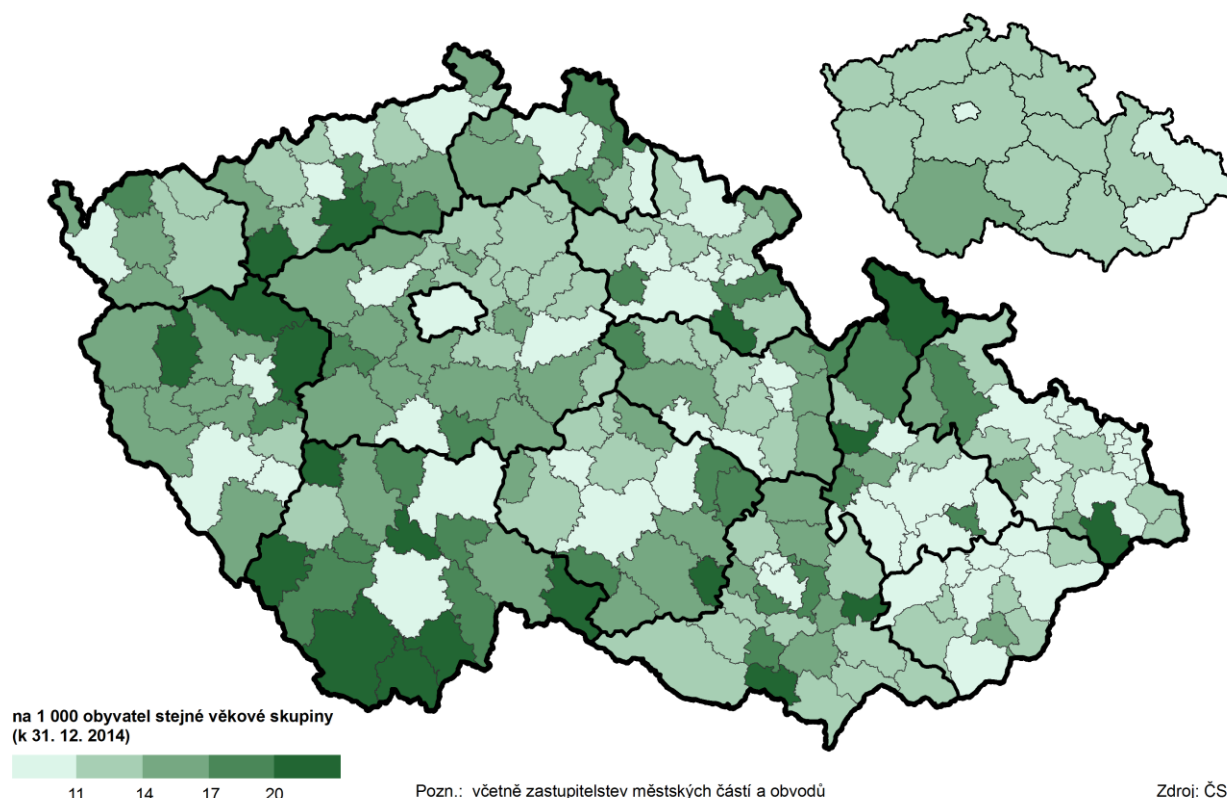 na 1 000 obyvatel stejné věkové skupiny
(k 31. 12. 2014)
11 14 17 20
Pozn.: včetně zastupitelstev městských částí a obvodů
Zdroj: ČS